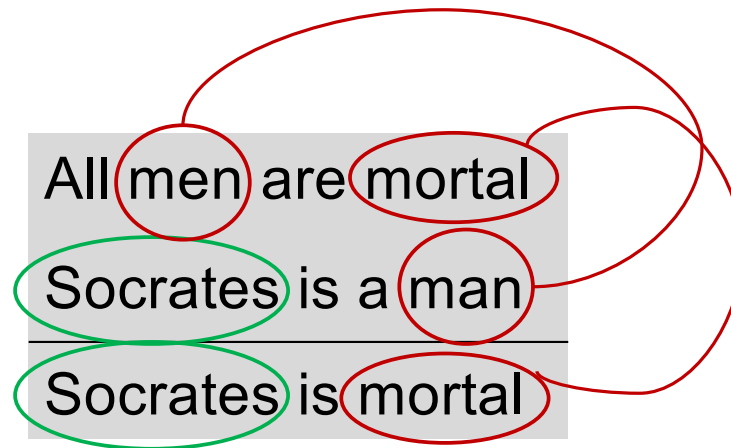 All men are mortal
Socrates is a man
Socrates is mortal